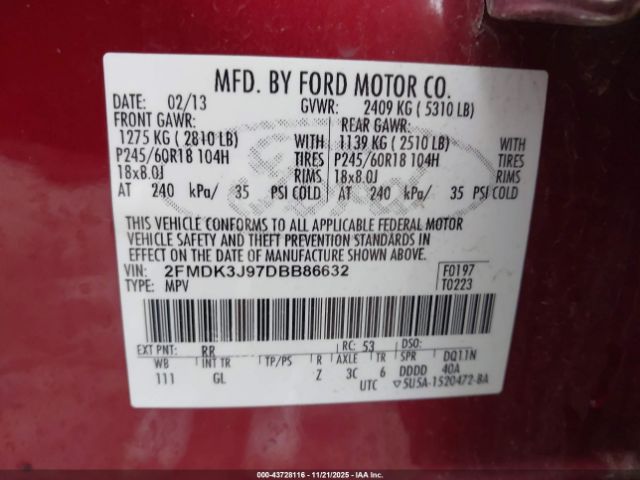 MFD. BY FORD MOTOR CO.
DATE: 02/13 GVWR: 2409 KG ( 5310 LB)
FRONT GAWR: REAR GAWR:
1275 KG ( 2810 LB) WITH 1139 KG ( 2510 LB) WITH
P245/60R18 104H TIRES P245/60R18 104H TIRES
18x8.0J RIMS 18x8.0J RIMS
AT 240 kPa/ 35 PSI COLD AT 240 kPa/ 35 PSI COLD
THIS VEHICLE CONFORMS TO ALL APPLICABLE FEDERAL MOTOR
VEHICLE SAFETY AND THEFT PREVENTION STANDARDS IN
EFFECT ON THE DATE OF MANUFACTURE SHOWN ABOVE.
VIN: 2FMDK3J97DBB86632 F0197
TYPE: MPV T0223
EXT PNT: RR RC: 53 DSO:
WB INT TR TP/PS R AXLE TR SPR DQ11N
111 GL Z 3C 6 DDDD 40A
UTC ▽5U5A-1520472-BA
000-43728116 - 11/21/2025 - IAAI.COM